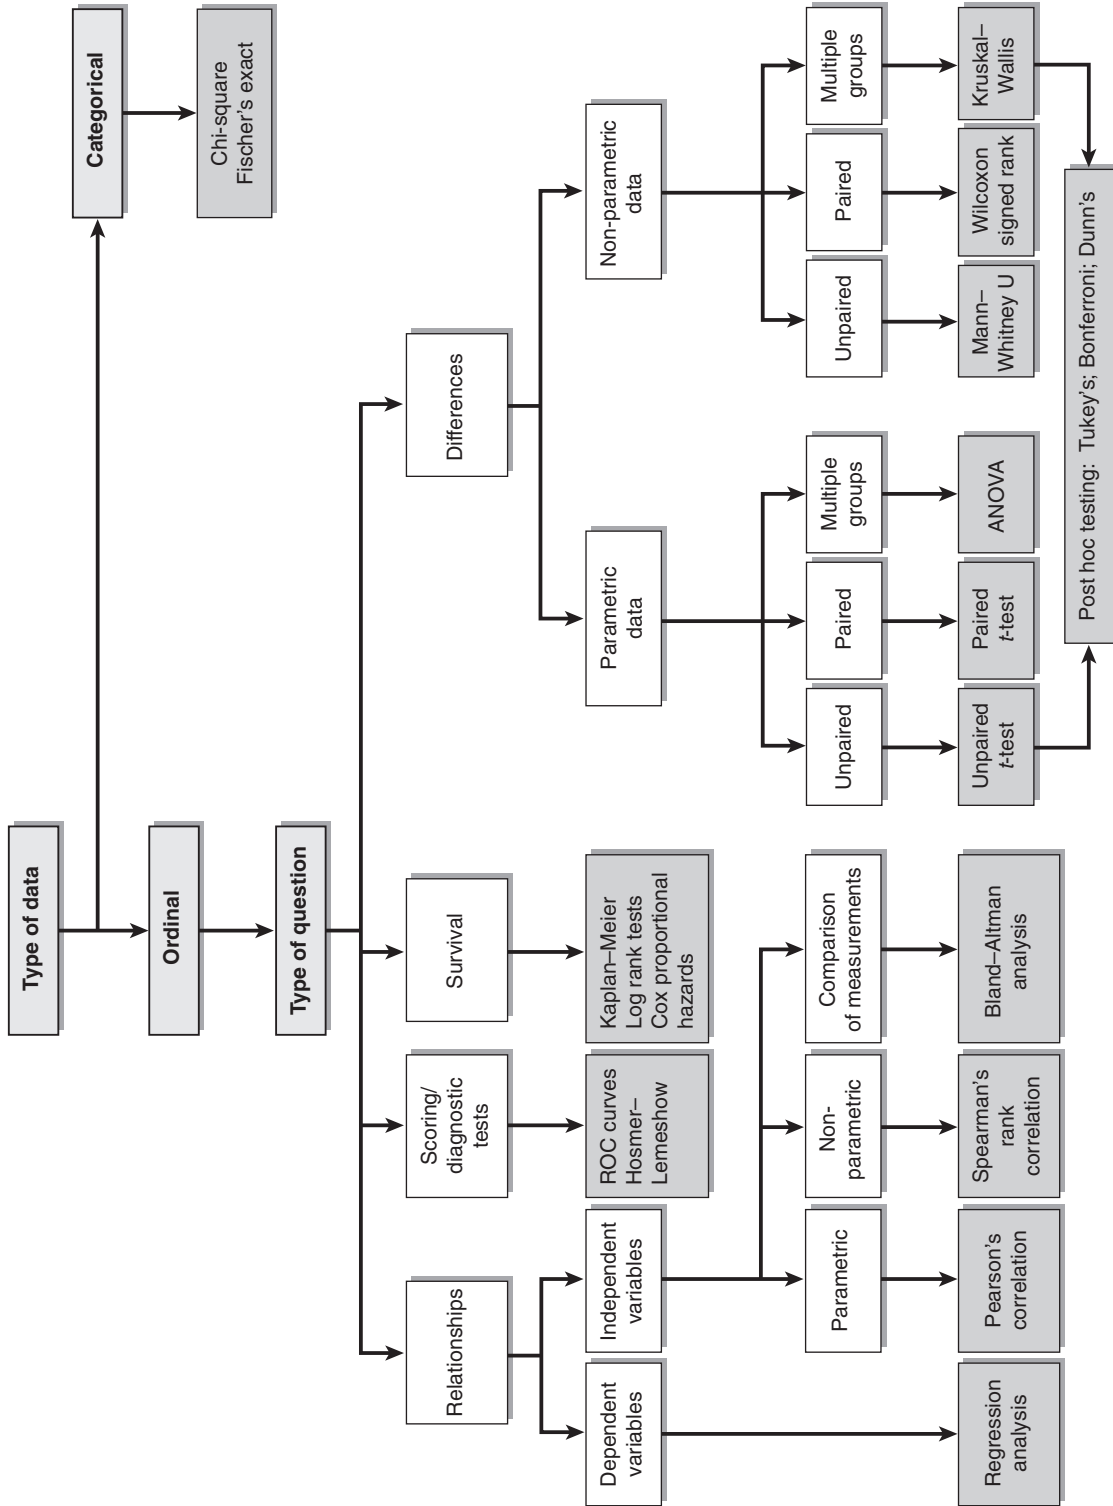 Type of data
Categorical
Chi-square
Fischer's exact
Ordinal
Type of question
Relationships
Scoring/
diagnostic
tests
Survival
Differences
Dependent
variables
Independent
variables
ROC curves
Hosmer–
Lemeshow
Kaplan–Meier
Log rank tests
Cox proportional
hazards
Parametric
data
Non-parametric
data
Parametric
Non-
parametric
Comparison
of measurements
Unpaired
Paired
Multiple
groups
Unpaired
Paired
Multiple
groups
Regression
analysis
Pearson's
correlation
Spearman's
rank
correlation
Bland–Altman
analysis
Unpaired
t-test
Paired
t-test
ANOVA
Mann–
Whitney U
Wilcoxon
signed rank
Kruskal–
Wallis
Post hoc testing: Tukey's; Bonferroni; Dunn's